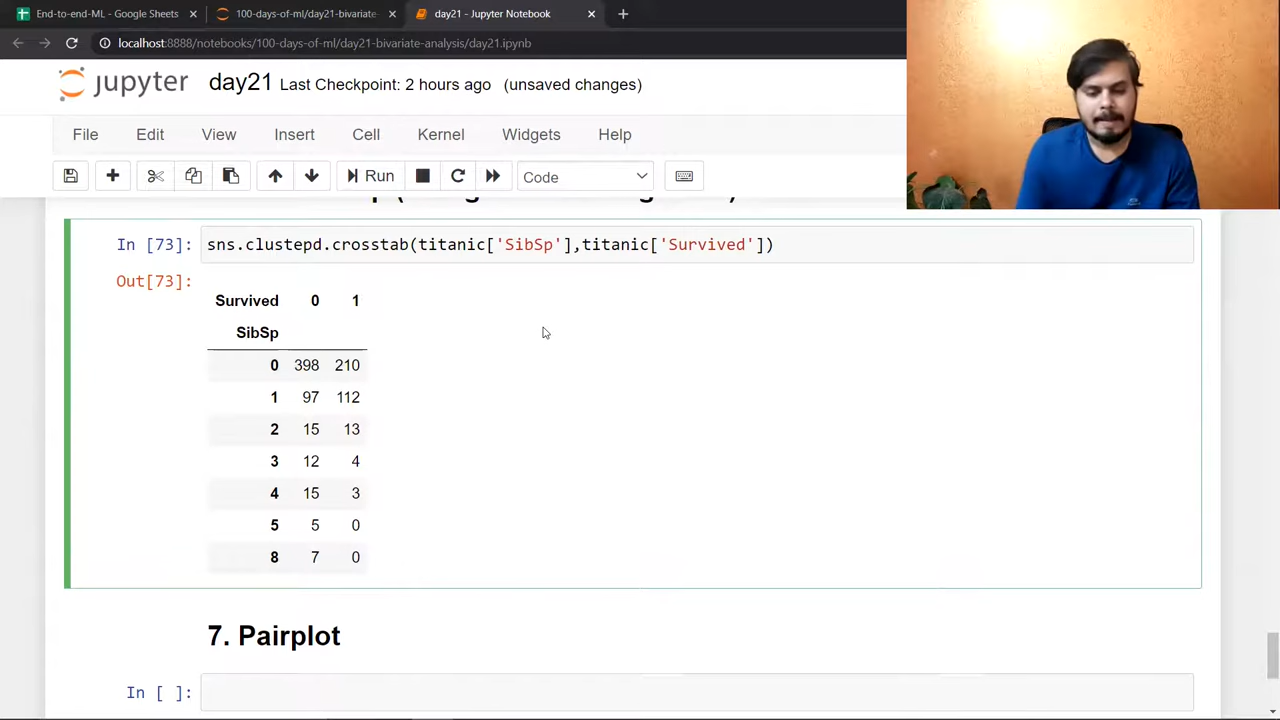 End-to-end-ML - Google Sheets
100-days-of-ml/day21-bivariate
day21 - Jupyter Notebook
localhost:8888/notebooks/100-days-of-ml/day21-bivariate-analysis/day21.ipynb
jupyter day21 Last Checkpoint: 2 hours ago (unsaved changes)
File Edit View Insert Cell Kernel Widgets Help
Run Code
In [73]: sns.clustepd.crosstab(titanic['SibSp'],titanic['Survived'])
Out[73]:
Survived 0 1
SibSp
0 398 210
1 97 112
2 15 13
3 12 4
4 15 3
5 5 0
8 7 0
7. Pairplot
In [ ]: